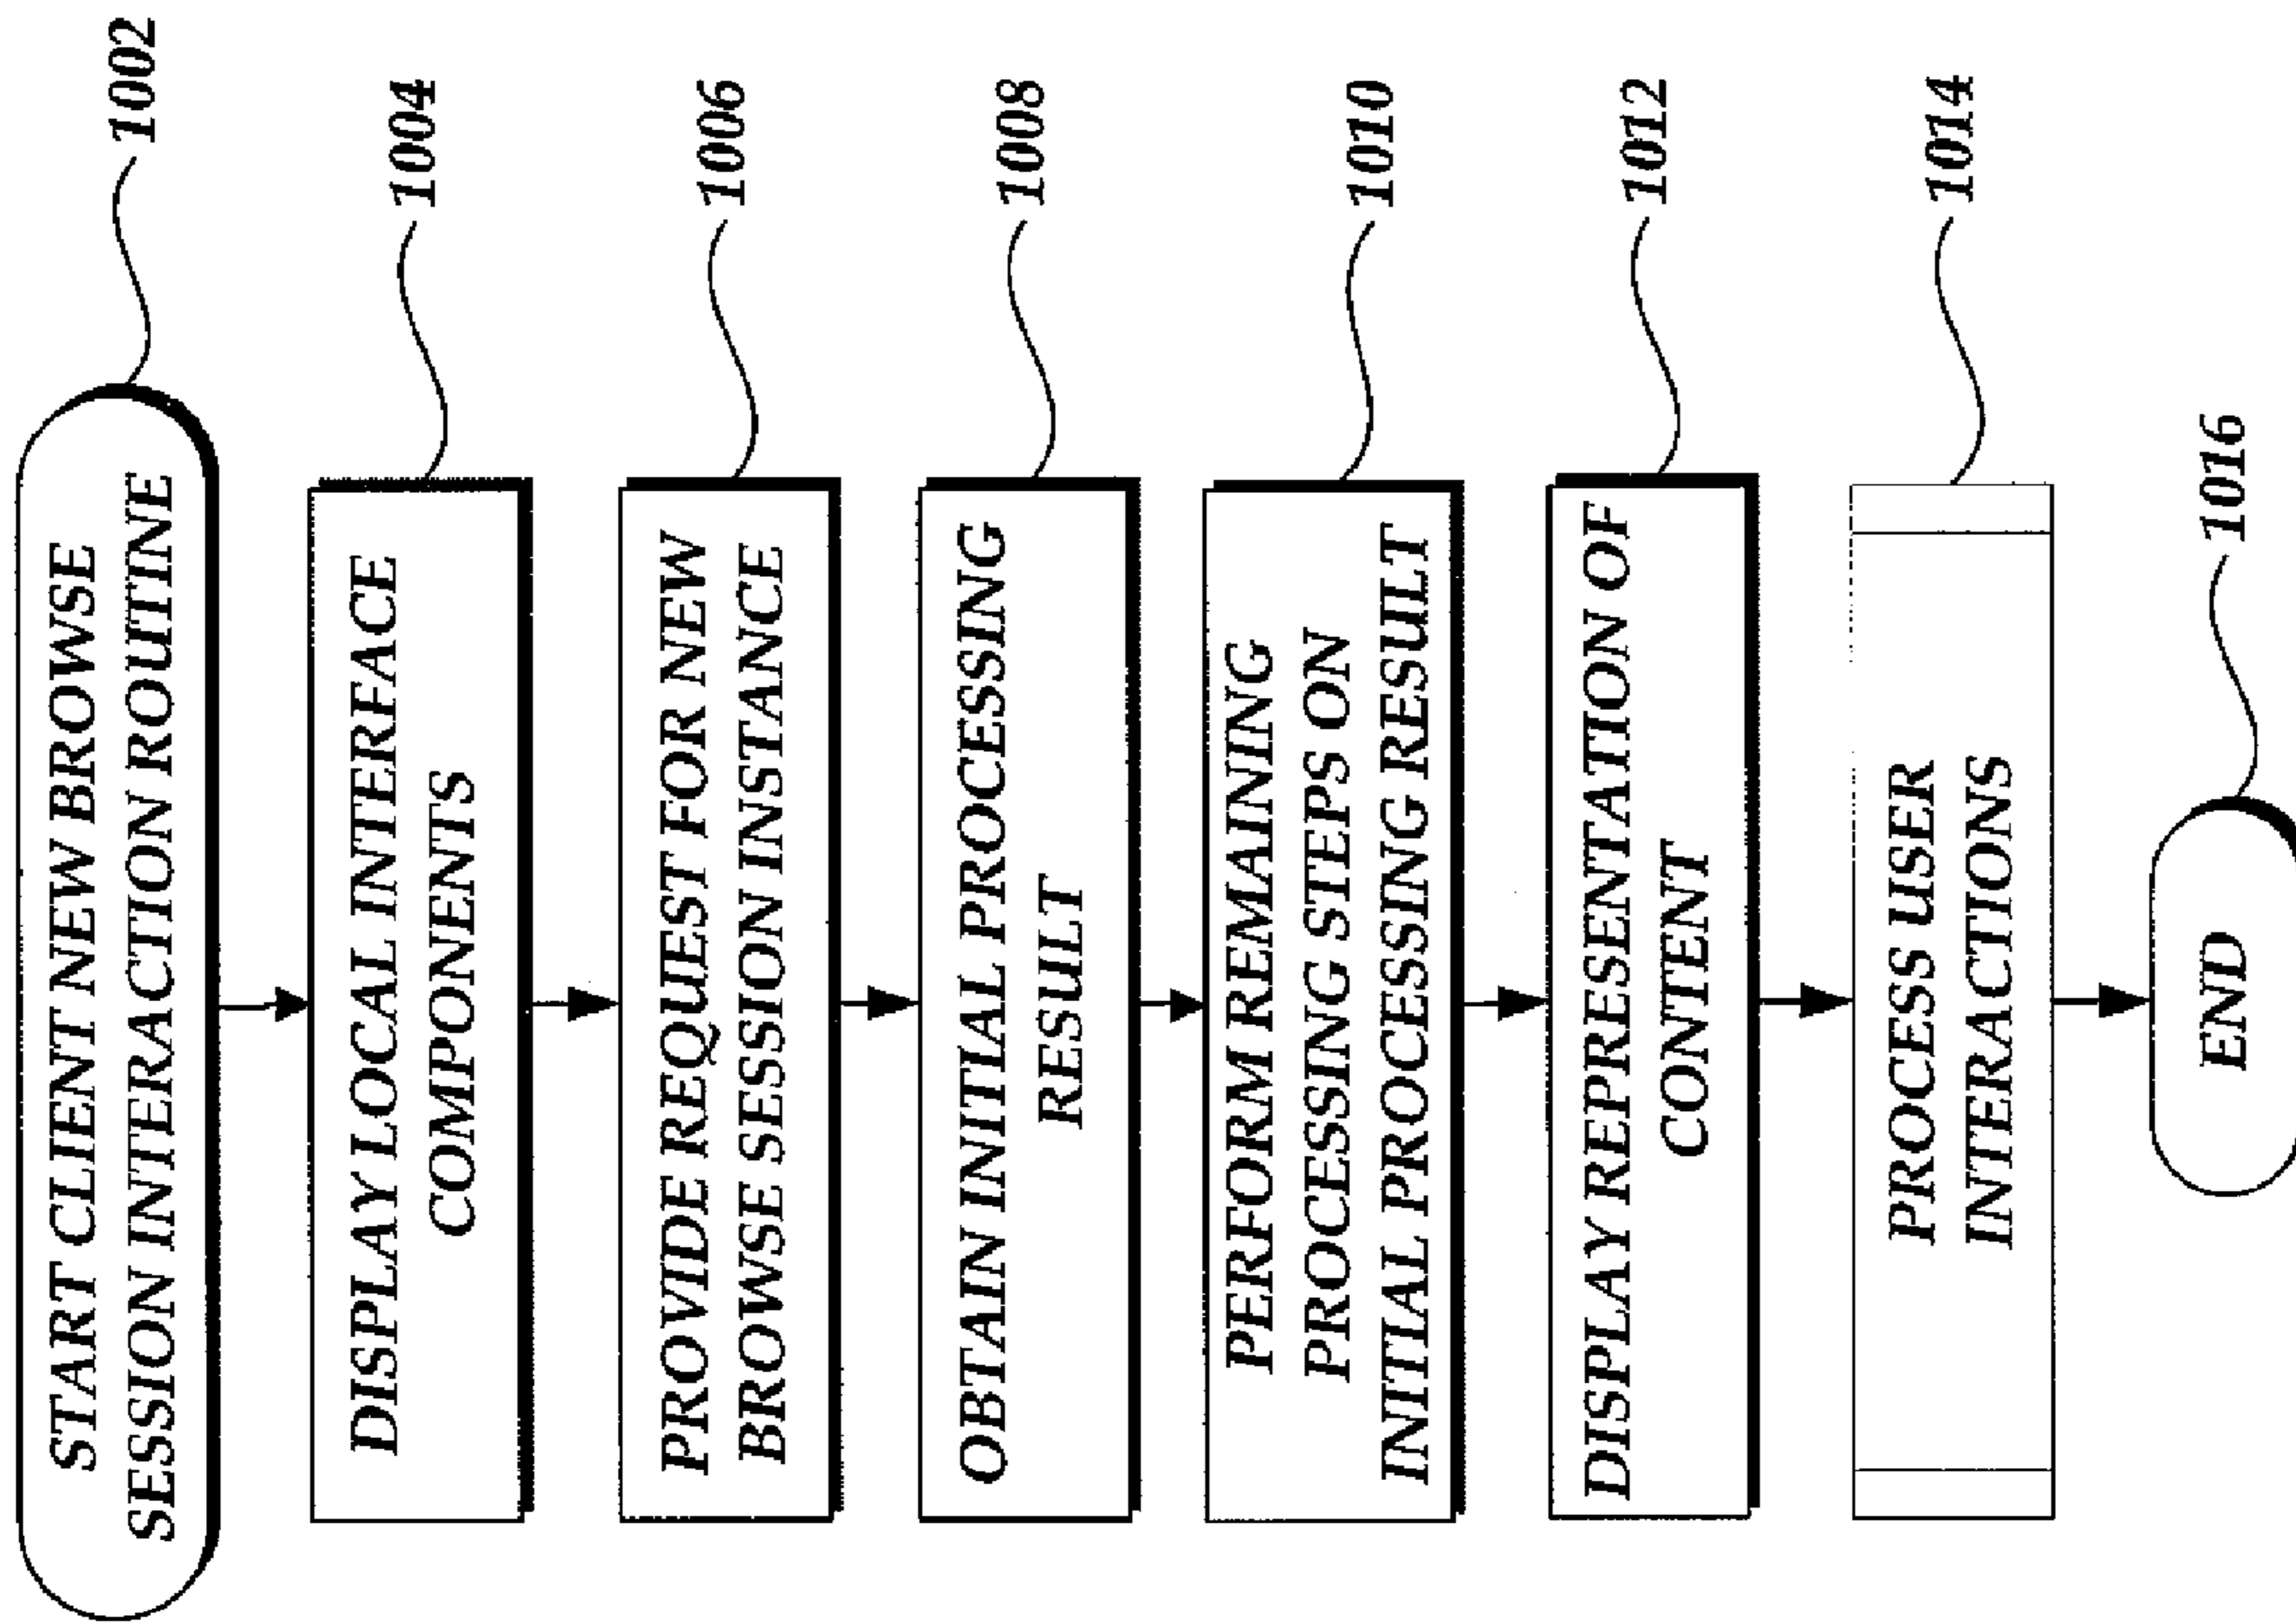 START CLIENT NEW BROWSE
SESSION INTERACTION ROUTINE
1002
DISPLAY LOCAL INTERFACE
COMPONENTS
1004
PROVIDE REQUEST FOR NEW
BROWSE SESSION INSTANCE
1006
OBTAIN INITIAL PROCESSING
RESULT
1008
PERFORM REMAINING
PROCESSING STEPS ON
INITIAL PROCESSING RESULT
1010
DISPLAY REPRESENTATION OF
CONTENT
1012
PROCESS USER
INTERACTIONS
1014
END
1016